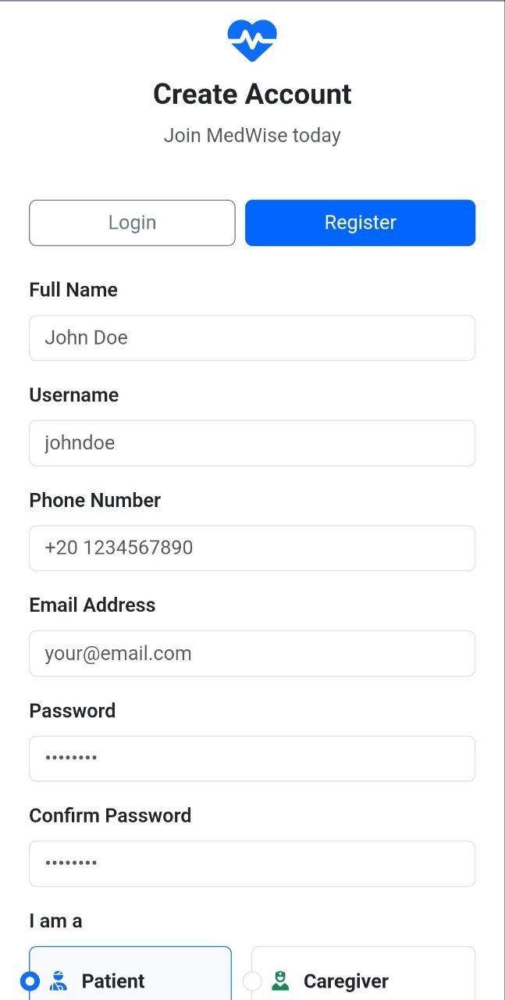 Create Account
Join MedWise today
Login Register
Full Name
John Doe
Username
johndoe
Phone Number
+20 1234567890
Email Address
your@email.com
Password
••••••••
Confirm Password
••••••••
I am a
Patient Caregiver